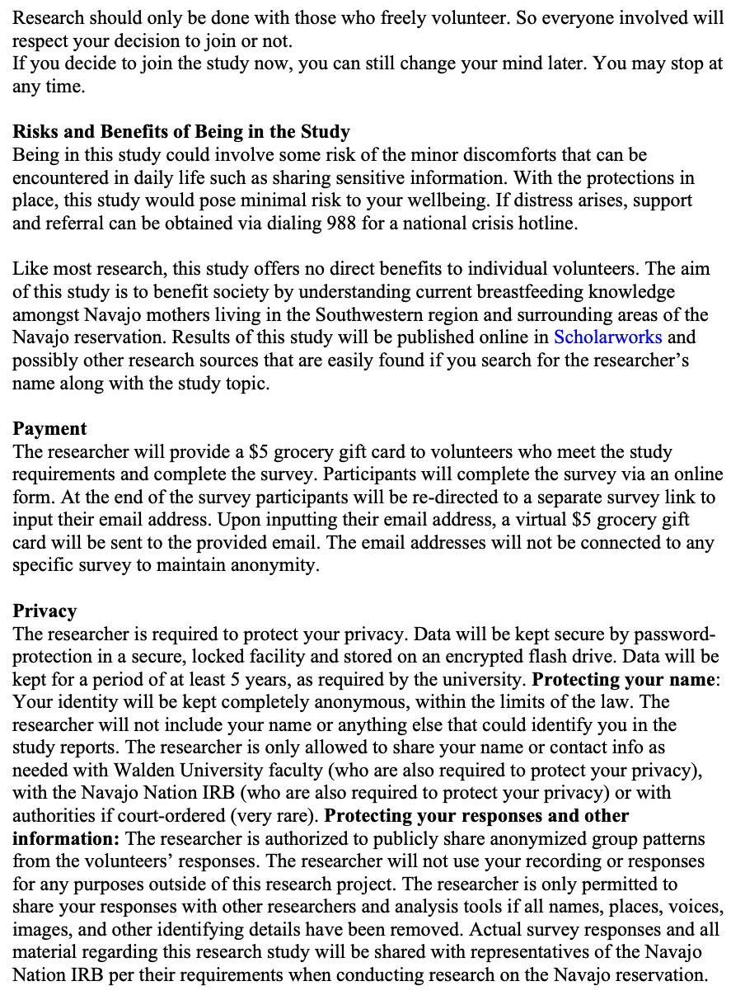 Research should only be done with those who freely volunteer. So everyone involved will
respect your decision to join or not.
If you decide to join the study now, you can still change your mind later. You may stop at
any time.
Risks and Benefits of Being in the Study
Being in this study could involve some risk of the minor discomforts that can be
encountered in daily life such as sharing sensitive information. With the protections in
place, this study would pose minimal risk to your wellbeing. If distress arises, support
and referral can be obtained via dialing 988 for a national crisis hotline.
Like most research, this study offers no direct benefits to individual volunteers. The aim
of this study is to benefit society by understanding current breastfeeding knowledge
amongst Navajo mothers living in the Southwestern region and surrounding areas of the
Navajo reservation. Results of this study will be published online in Scholarworks and
possibly other research sources that are easily found if you search for the researcher’s
name along with the study topic.
Payment
The researcher will provide a $5 grocery gift card to volunteers who meet the study
requirements and complete the survey. Participants will complete the survey via an online
form. At the end of the survey participants will be re-directed to a separate survey link to
input their email address. Upon inputting their email address, a virtual $5 grocery gift
card will be sent to the provided email. The email addresses will not be connected to any
specific survey to maintain anonymity.
Privacy
The researcher is required to protect your privacy. Data will be kept secure by password-
protection in a secure, locked facility and stored on an encrypted flash drive. Data will be
kept for a period of at least 5 years, as required by the university. Protecting your name:
Your identity will be kept completely anonymous, within the limits of the law. The
researcher will not include your name or anything else that could identify you in the
study reports. The researcher is only allowed to share your name or contact info as
needed with Walden University faculty (who are also required to protect your privacy),
with the Navajo Nation IRB (who are also required to protect your privacy) or with
authorities if court-ordered (very rare). Protecting your responses and other
information: The researcher is authorized to publicly share anonymized group patterns
from the volunteers’ responses. The researcher will not use your recording or responses
for any purposes outside of this research project. The researcher is only permitted to
share your responses with other researchers and analysis tools if all names, places, voices,
images, and other identifying details have been removed. Actual survey responses and all
material regarding this research study will be shared with representatives of the Navajo
Nation IRB per their requirements when conducting research on the Navajo reservation.